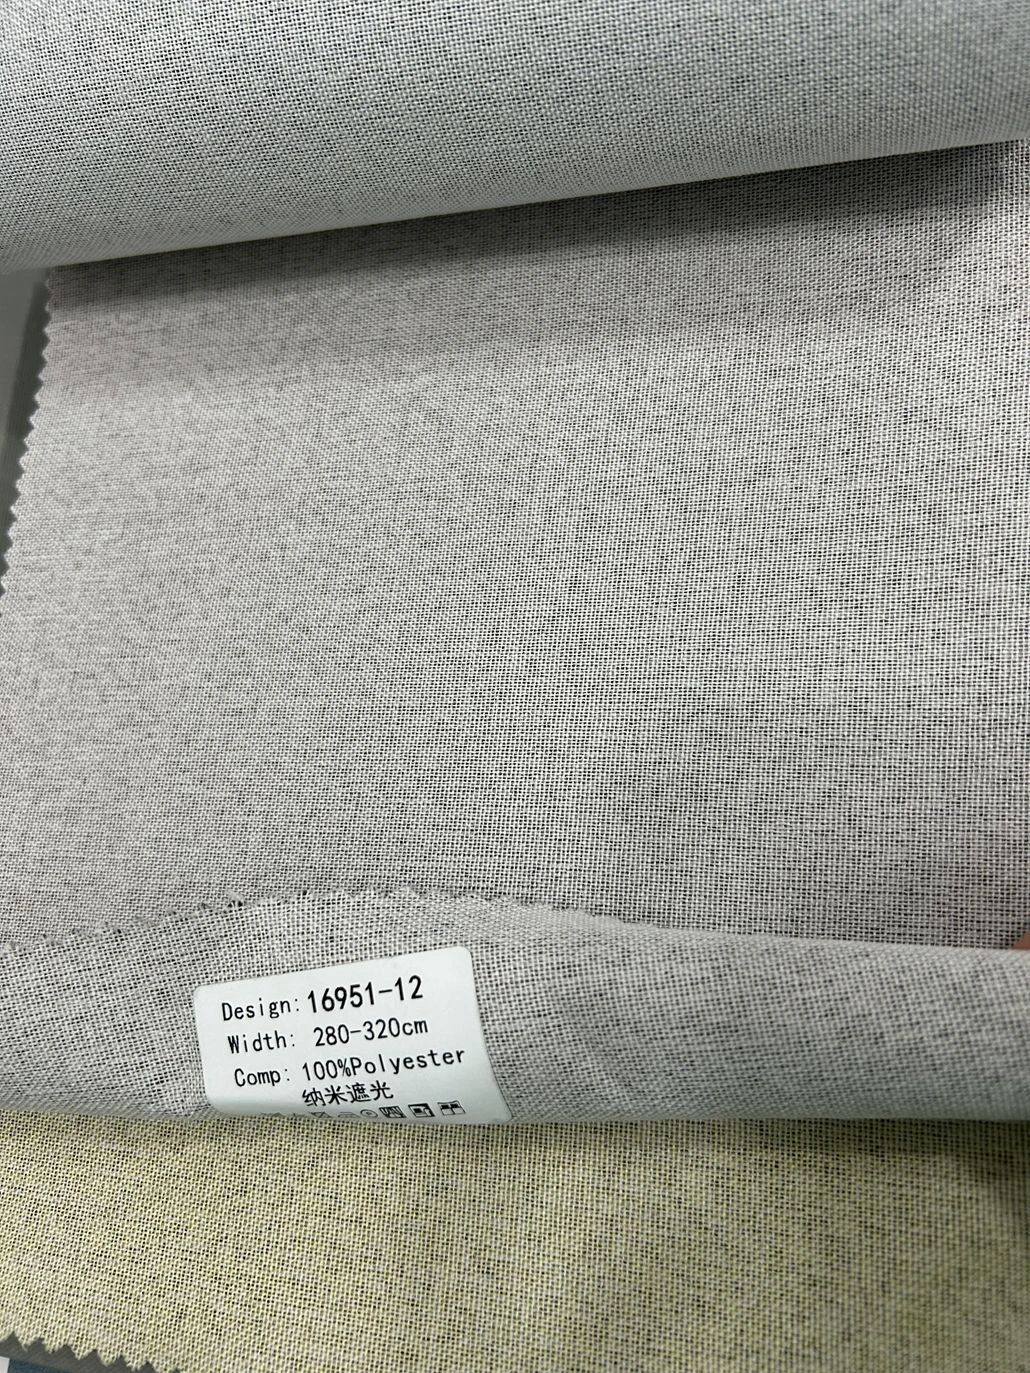 Design: 16951-12
Width: 280-320cm
Comp: 100%Polyester
纳米遮光